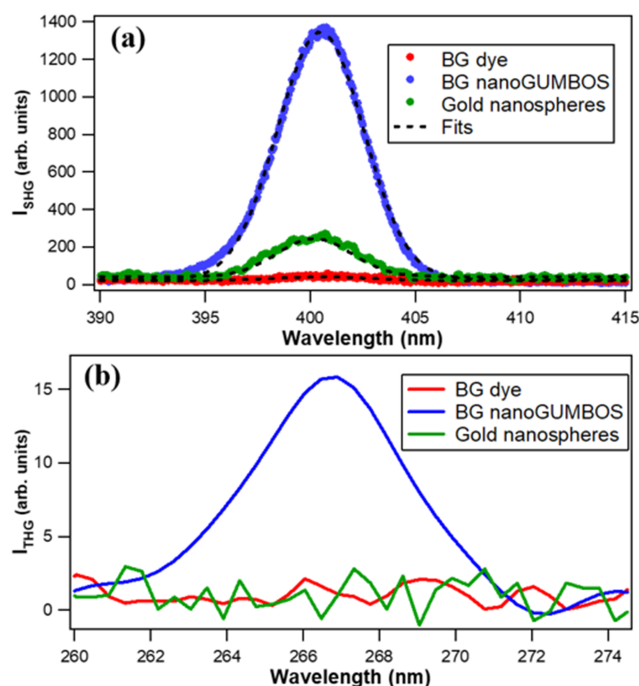 (a)
I_SHG (arb. units)
1400
1200
1000
800
600
400
200
0
BG dye
BG nanoGUMBOS
Gold nanospheres
Fits
390 395 400 405 410 415
Wavelength (nm)
(b)
I_THG (arb. units)
15
10
5
0
BG dye
BG nanoGUMBOS
Gold nanospheres
260 262 264 266 268 270 272 274
Wavelength (nm)